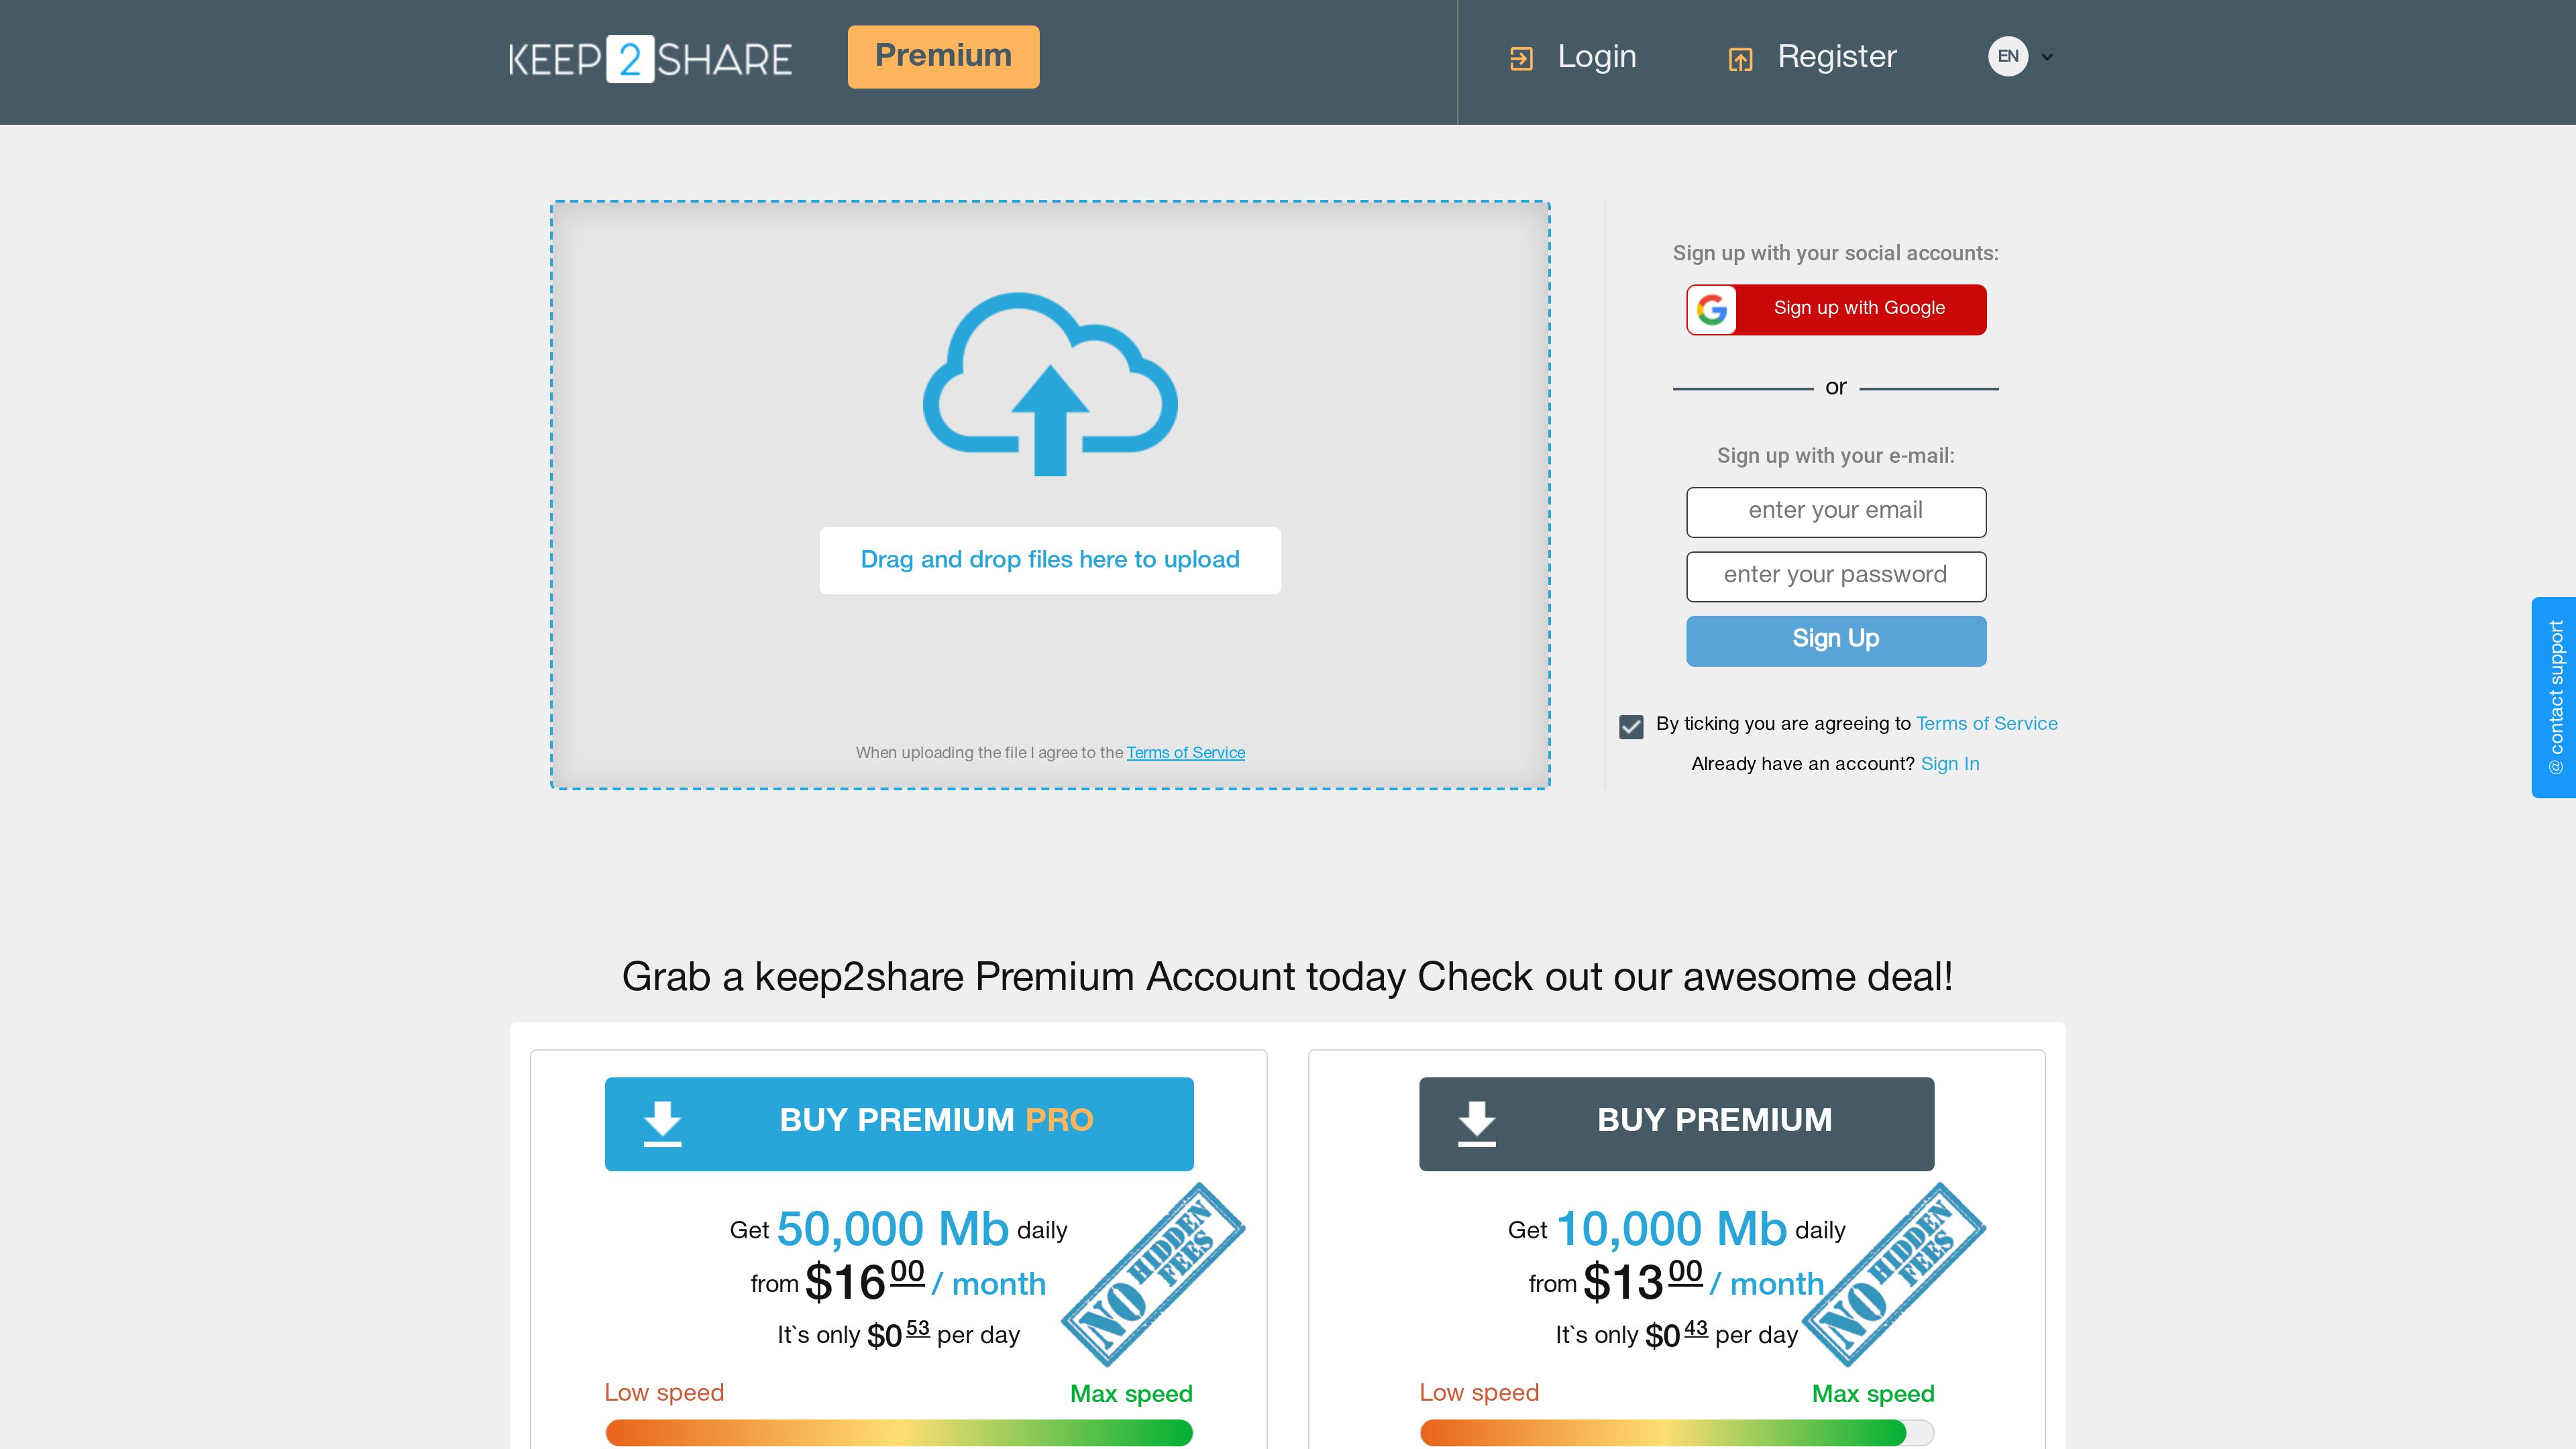 KEEP2SHARE
Premium
Login
Register
EN
Drag and drop files here to upload
When uploading the file I agree to the Terms of Service
Sign up with your social accounts:
Sign up with Google
or
Sign up with your e-mail:
enter your email
enter your password
Sign Up
By ticking you are agreeing to Terms of Service
Already have an account? Sign In
@ contact support
Grab a keep2share Premium Account today Check out our awesome deal!
BUY PREMIUM PRO
Get 50,000 Mb daily
from $16 00 / month
It`s only $0 53 per day
NO HIDDEN FEES
Low speed
Max speed
BUY PREMIUM
Get 10,000 Mb daily
from $13 00 / month
It`s only $0 43 per day
NO HIDDEN FEES
Low speed
Max speed